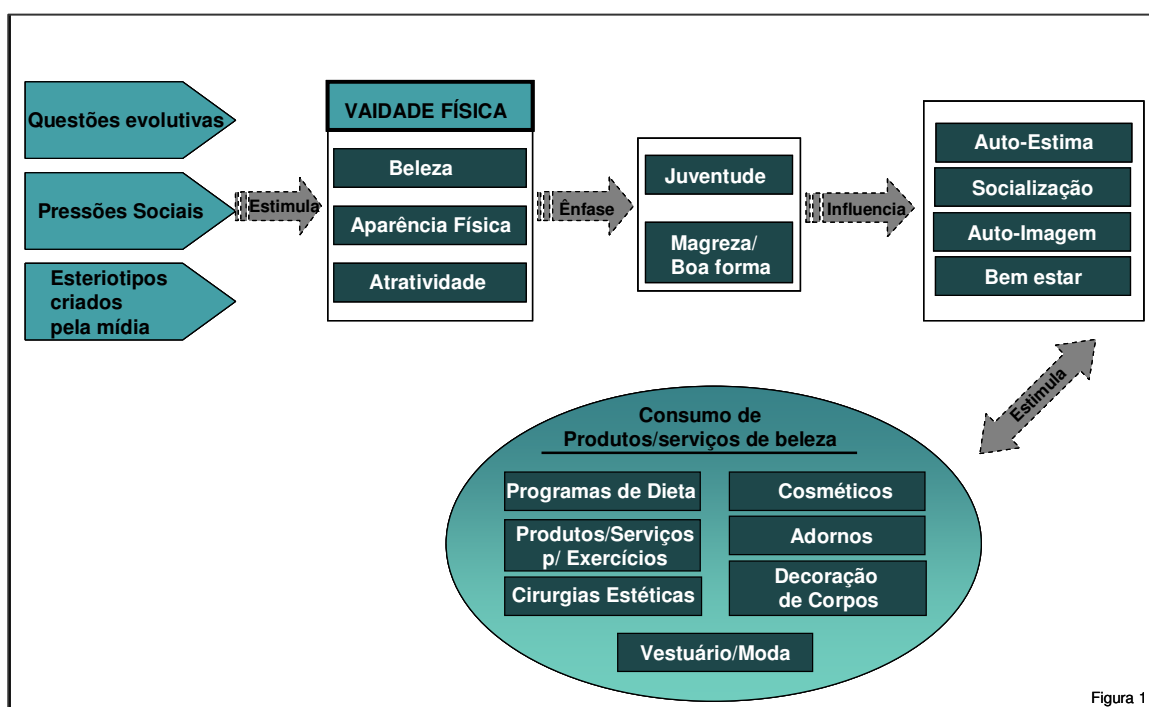 Questões evolutivas
Pressões Sociais
Esteriotipos
criados
pela mídia
Estimula
VAIDADE FÍSICA
Beleza
Aparência Física
Atratividade
Ênfase
Juventude
Magreza/
Boa forma
Influencia
Auto-Estima
Socialização
Auto-Imagem
Bem estar
Estimula
Consumo de
Produtos/serviços de beleza
Programas de Dieta
Produtos/Serviços
p/ Exercícios
Cirurgias Estéticas
Cosméticos
Adornos
Decoração
de Corpos
Vestuário/Moda
Figura 1